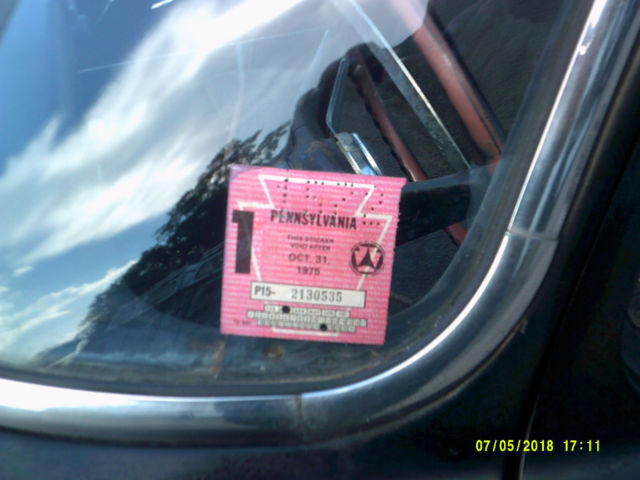 1
PENNSYLVANIA
THIS STICKER
VOID AFTER
OCT. 31,
1975
P15- 2130535
07/05/2018 17:11